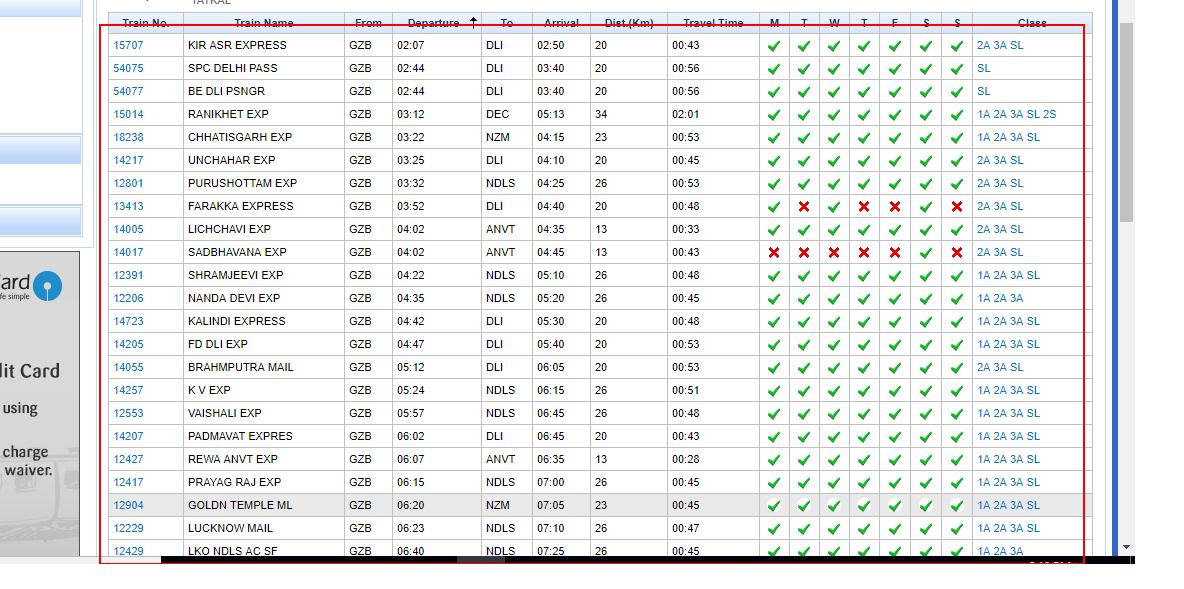 TATKAL
Train No. Train Name From Departure To Arrival Dist.(Km) Travel Time M T W T F S S Class
15707 KIR ASR EXPRESS GZB 02:07 DLI 02:50 20 00:43 2A 3A SL
54075 SPC DELHI PASS GZB 02:44 DLI 03:40 20 00:56 SL
54077 BE DLI PSNGR GZB 02:44 DLI 03:40 20 00:56 SL
15014 RANIKHET EXP GZB 03:12 DEC 05:13 34 02:01 1A 2A 3A SL 2S
18238 CHHATISGARH EXP GZB 03:22 NZM 04:15 23 00:53 1A 2A 3A SL
14217 UNCHAHAR EXP GZB 03:25 DLI 04:10 20 00:45 2A 3A SL
12801 PURUSHOTTAM EXP GZB 03:32 NDLS 04:25 26 00:53 2A 3A SL
13413 FARAKKA EXPRESS GZB 03:52 DLI 04:40 20 00:48 2A 3A SL
14005 LICHCHAVI EXP GZB 04:02 ANVT 04:35 13 00:33 2A 3A SL
14017 SADBHAVANA EXP GZB 04:02 ANVT 04:45 13 00:43 2A 3A SL
12391 SHRAMJEEVI EXP GZB 04:22 NDLS 05:10 26 00:48 1A 2A 3A SL
12206 NANDA DEVI EXP GZB 04:35 NDLS 05:20 26 00:45 1A 2A 3A
14723 KALINDI EXPRESS GZB 04:42 DLI 05:30 20 00:48 1A 2A 3A SL
14205 FD DLI EXP GZB 04:47 DLI 05:40 20 00:53 1A 2A 3A SL
14055 BRAHMPUTRA MAIL GZB 05:12 DLI 06:05 20 00:53 2A 3A SL
14257 K V EXP GZB 05:24 NDLS 06:15 26 00:51 1A 2A 3A SL
12553 VAISHALI EXP GZB 05:57 NDLS 06:45 26 00:48 1A 2A 3A SL
14207 PADMAVAT EXPRES GZB 06:02 DLI 06:45 20 00:43 1A 2A 3A SL
12427 REWA ANVT EXP GZB 06:07 ANVT 06:35 13 00:28 1A 2A 3A SL
12417 PRAYAG RAJ EXP GZB 06:15 NDLS 07:00 26 00:45 1A 2A 3A SL
12904 GOLDN TEMPLE ML GZB 06:20 NZM 07:05 23 00:45 1A 2A 3A SL
12229 LUCKNOW MAIL GZB 06:23 NDLS 07:10 26 00:47 1A 2A 3A SL
12429 LKO NDLS AC SF GZB 06:40 NDLS 07:25 26 00:45 1A 2A 3A
ard
fe simple
lit Card
using
charge
waiver.